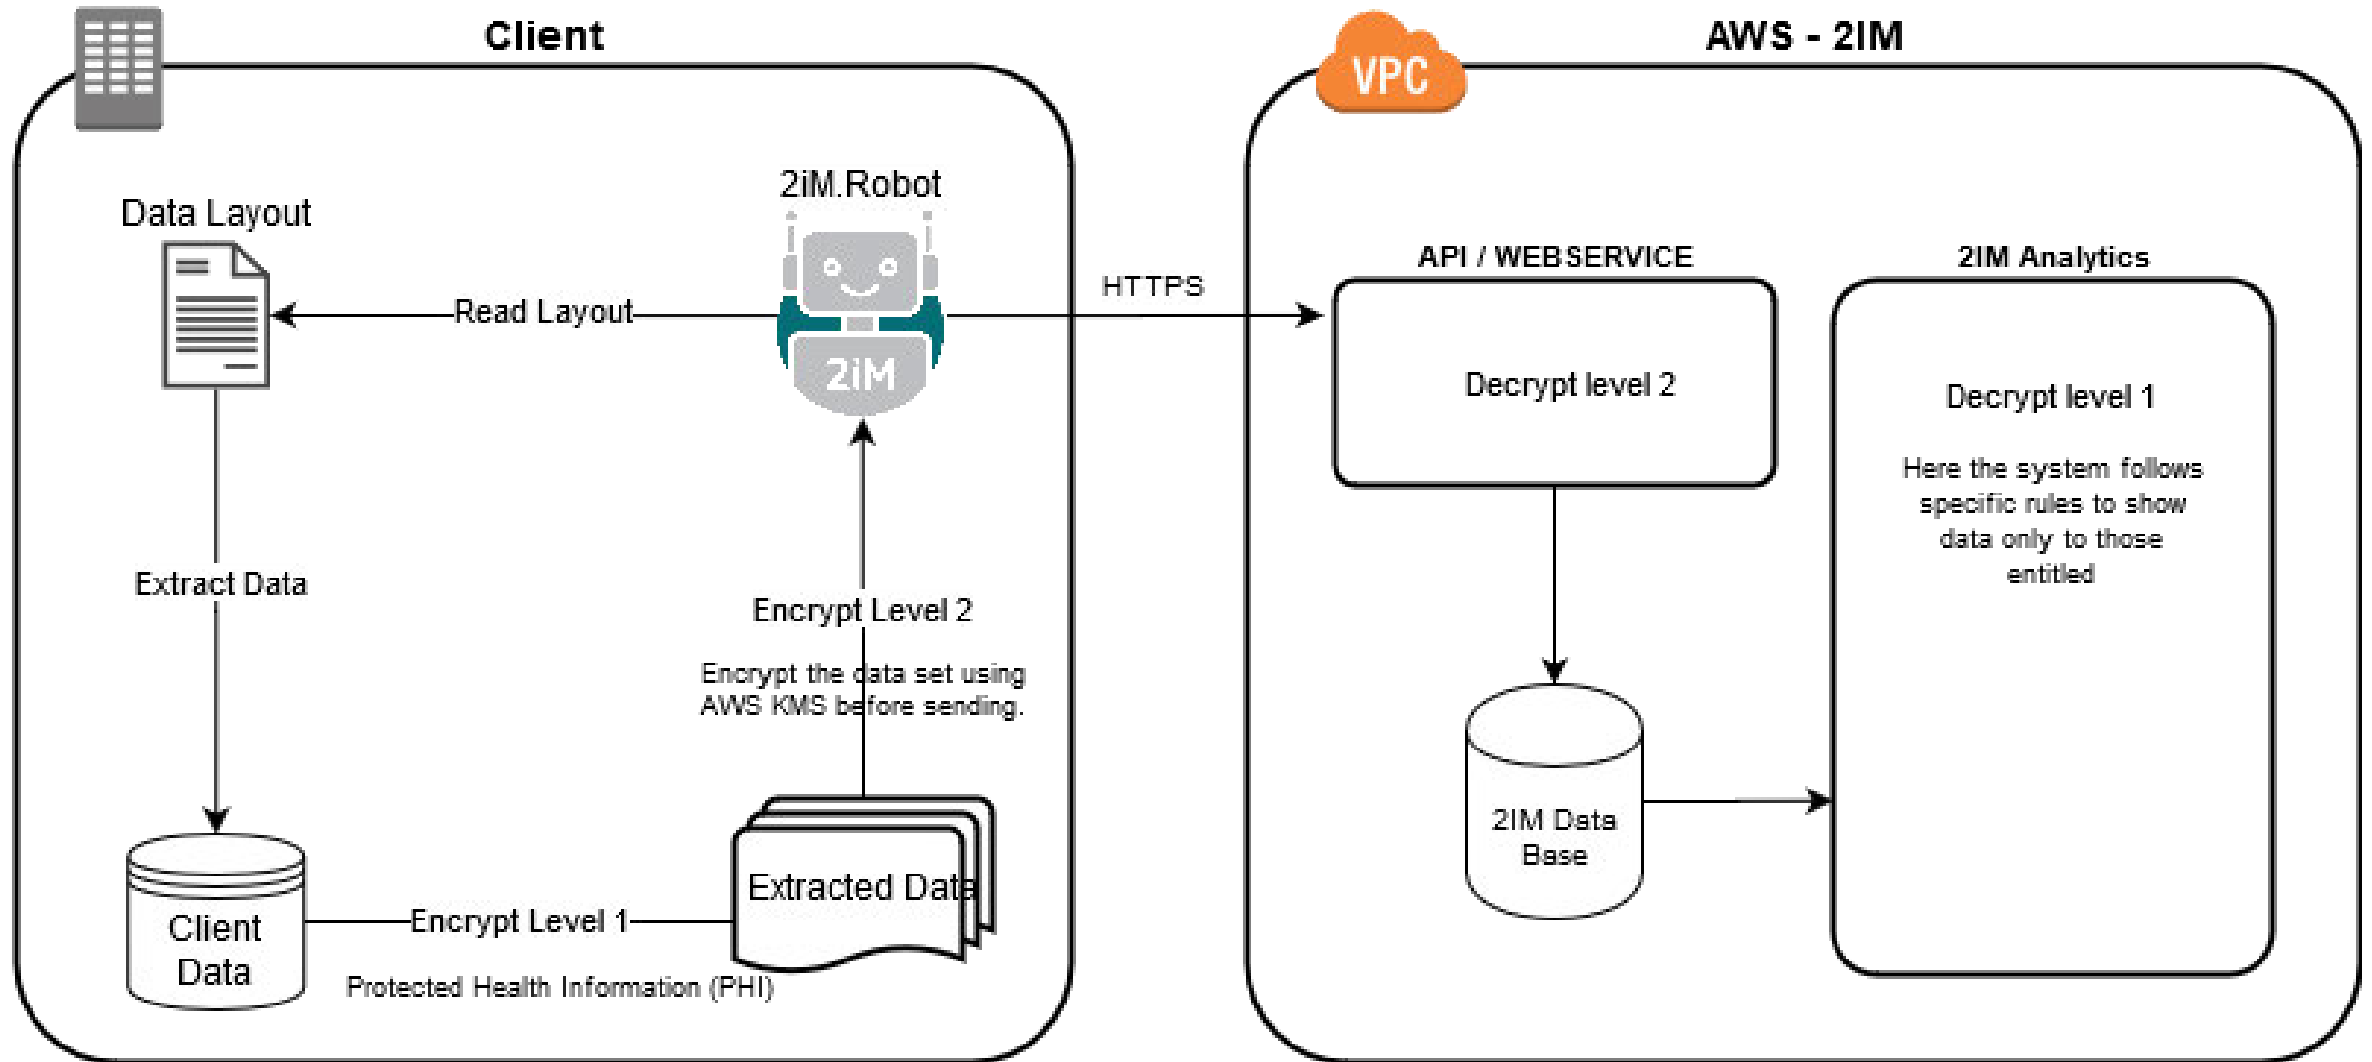 Client
AWS - 2IM
VPC
2iM.Robot
Data Layout
Read Layout
2iM
HTTPS
API / WEBSERVICE
2IM Analytics
Decrypt level 2
Decrypt level 1
Here the system follows
specific rules to show
data only to those
entitled
Extract Data
Encrypt Level 2
Encrypt the data set using
AWS KMS before sending.
2IM Data
Base
Extracted Data
Client
Data
Encrypt Level 1
Protected Health Information (PHI)